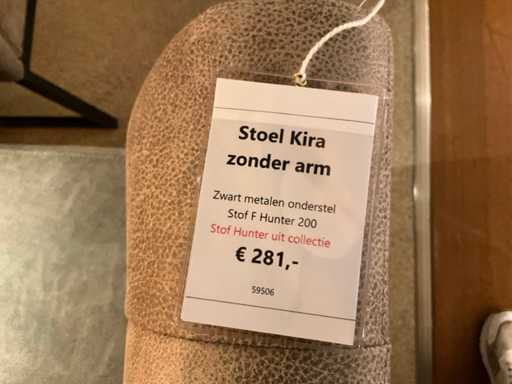 Stoel Kira
zonder arm
Zwart metalen onderstel
Stof F Hunter 200
Stof Hunter uit collectie
€ 281,-
59506